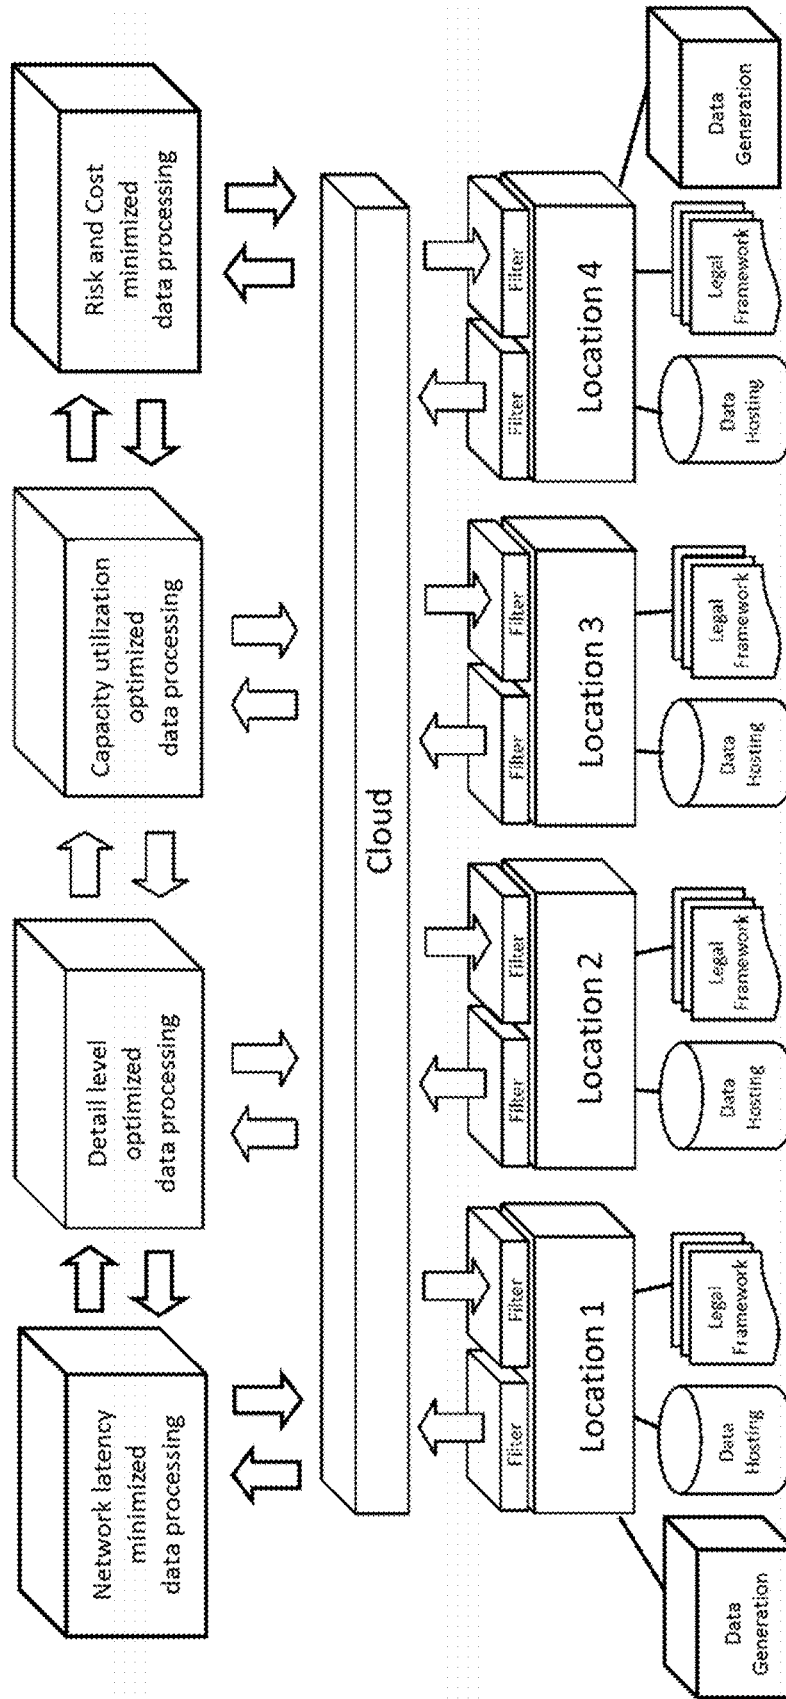 Network latency
minimized
data processing
Detail level
optimized
data processing
Capacity utilization
optimized
data processing
Risk and Cost
minimized
data processing
Cloud
Filter
Filter
Filter
Filter
Filter
Filter
Filter
Filter
Location 1
Location 2
Location 3
Location 4
Data
Generation
Data
Hosting
Legal
Framework
Data
Hosting
Legal
Framework
Data
Hosting
Legal
Framework
Data
Hosting
Legal
Framework
Data
Generation